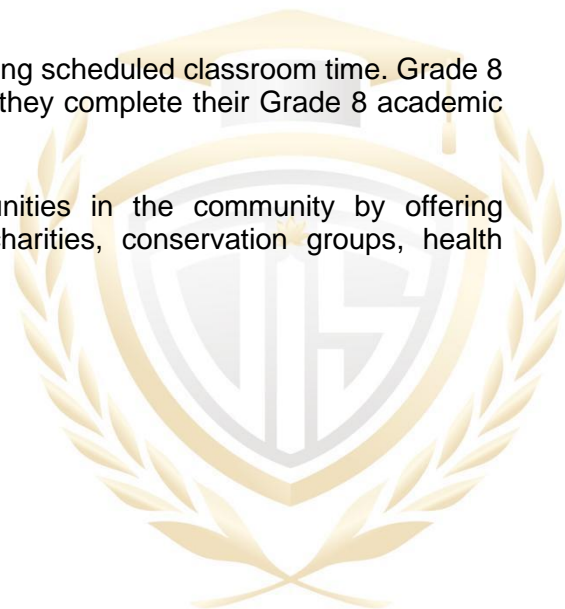 ng scheduled classroom time. Grade 8
they complete their Grade 8 academic
unities in the community by offering
charities, conservation groups, health